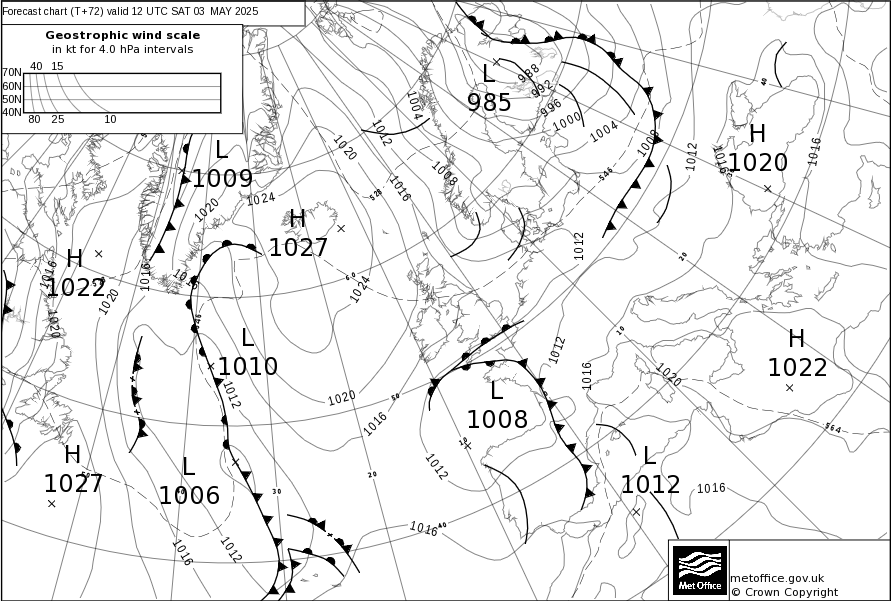 Forecast chart (T+72) valid 12 UTC SAT 03 MAY 2025
Geostrophic wind scale
in kt for 4.0 hPa intervals
40 15
70N
60N
50N
40N
80 25 10
L
985
988
992
996
1000
1004
1008
1004
1012
1020
1016
1008
528
546
1012
1016
H
1020
1016
40
L
1009
1020
1024
H
1027
1012
20
H
1022
1016
1020
1016
1020
60
1024
546
L
1010
1012
1020
1016
50
1012
1016
10
1020
H
1022
564
L
1008
10
1012
20
30
1016
40
H
1027
50
L
1006
1016
1012
L
1012
1016
Met Office
metoffice.gov.uk
© Crown Copyright